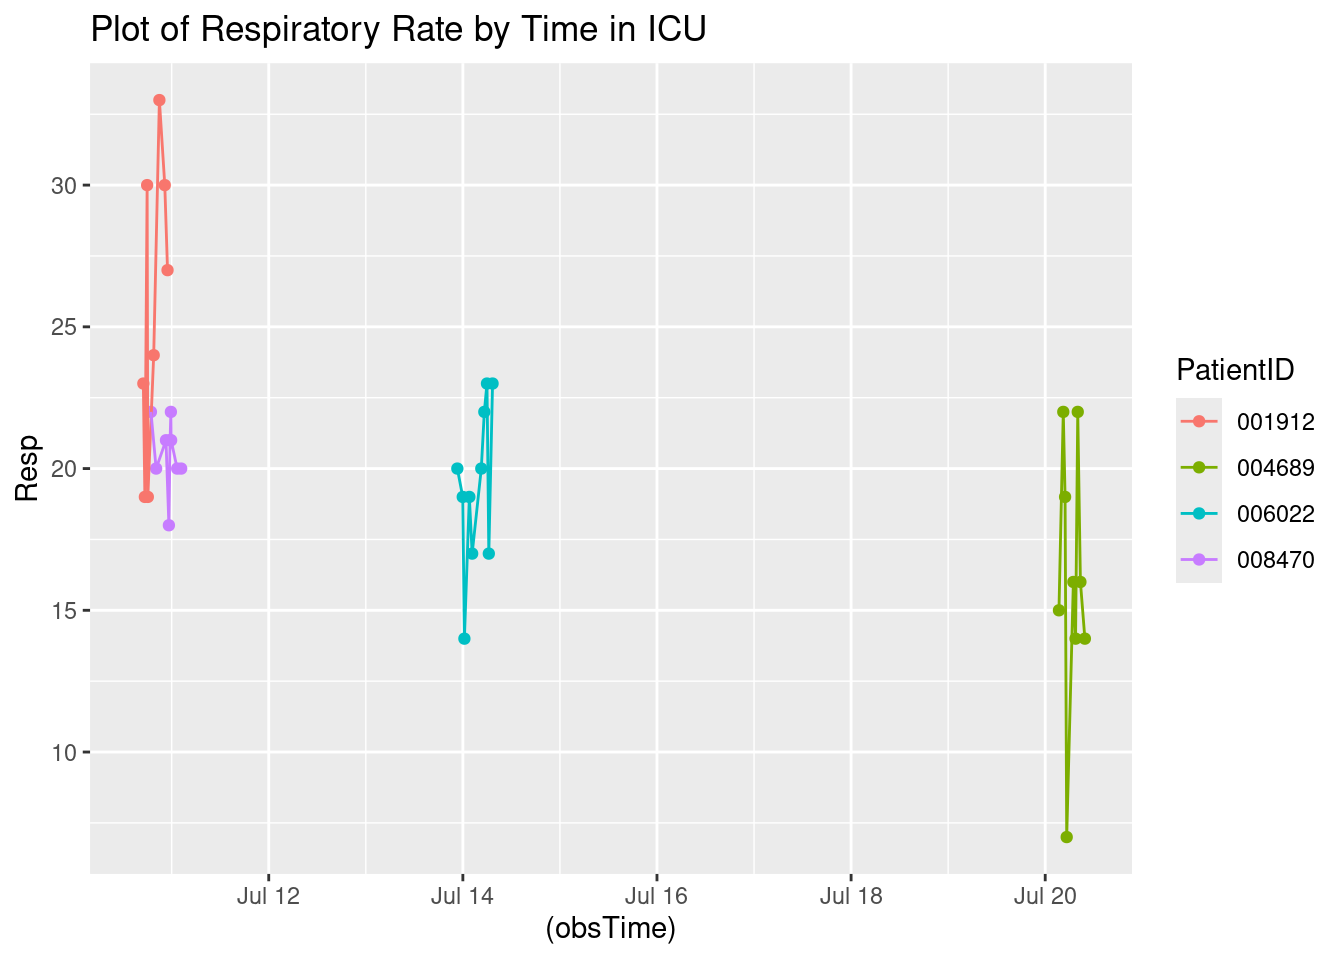 Plot of Respiratory Rate by Time in ICU
Resp
30
25
20
15
10
Jul 12
Jul 14
Jul 16
Jul 18
Jul 20
(obsTime)
PatientID
001912
004689
006022
008470